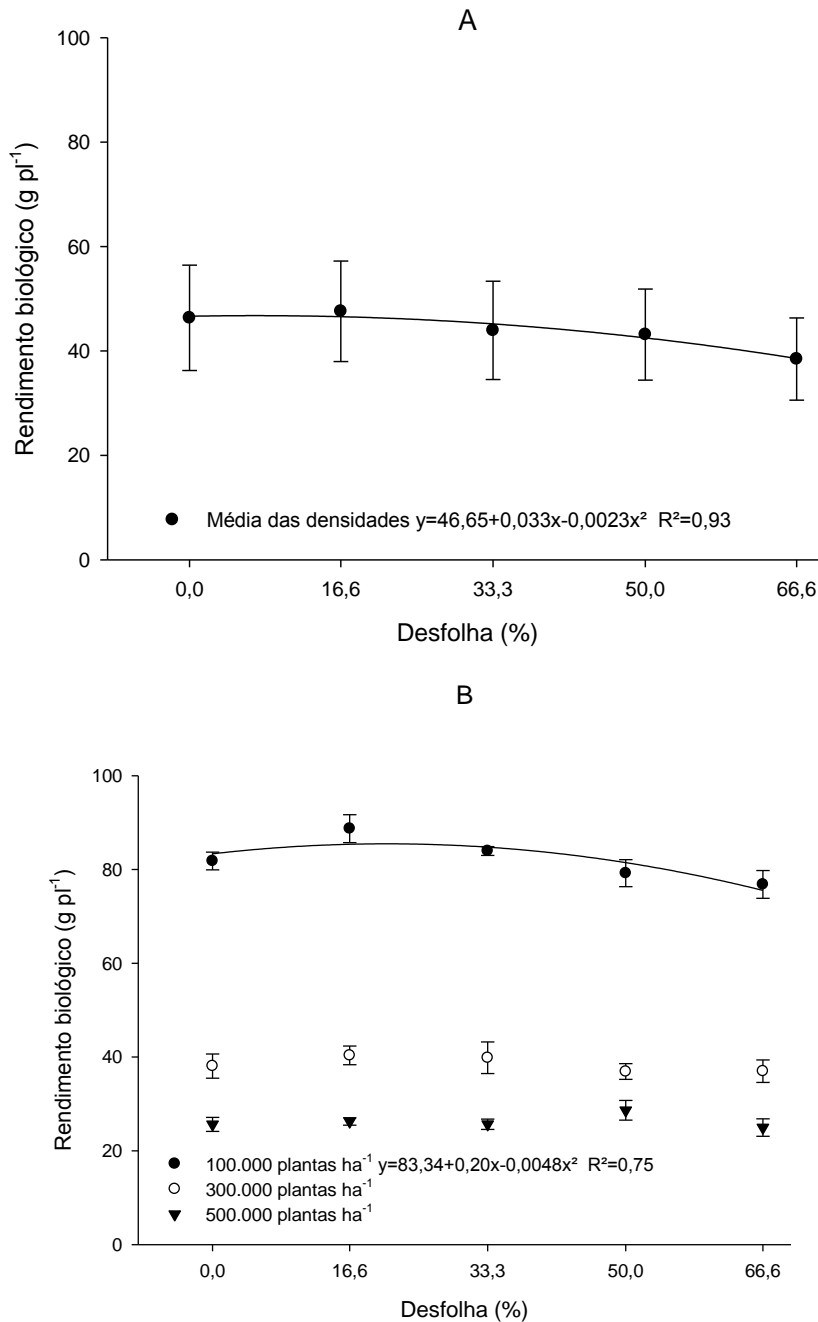 A
Rendimento biológico (g pl⁻¹)
100
80
60
40
20
0
Média das densidades y=46,65+0,033x-0,0023x² R²=0,93
0,0 16,6 33,3 50,0 66,6
Desfolha (%)
B
Rendimento biológico (g pl⁻¹)
100
80
60
40
20
0
100.000 plantas ha⁻¹ y=83,34+0,20x-0,0048x² R²=0,75
300.000 plantas ha⁻¹
500.000 plantas ha⁻¹
0,0 16,6 33,3 50,0 66,6
Desfolha (%)